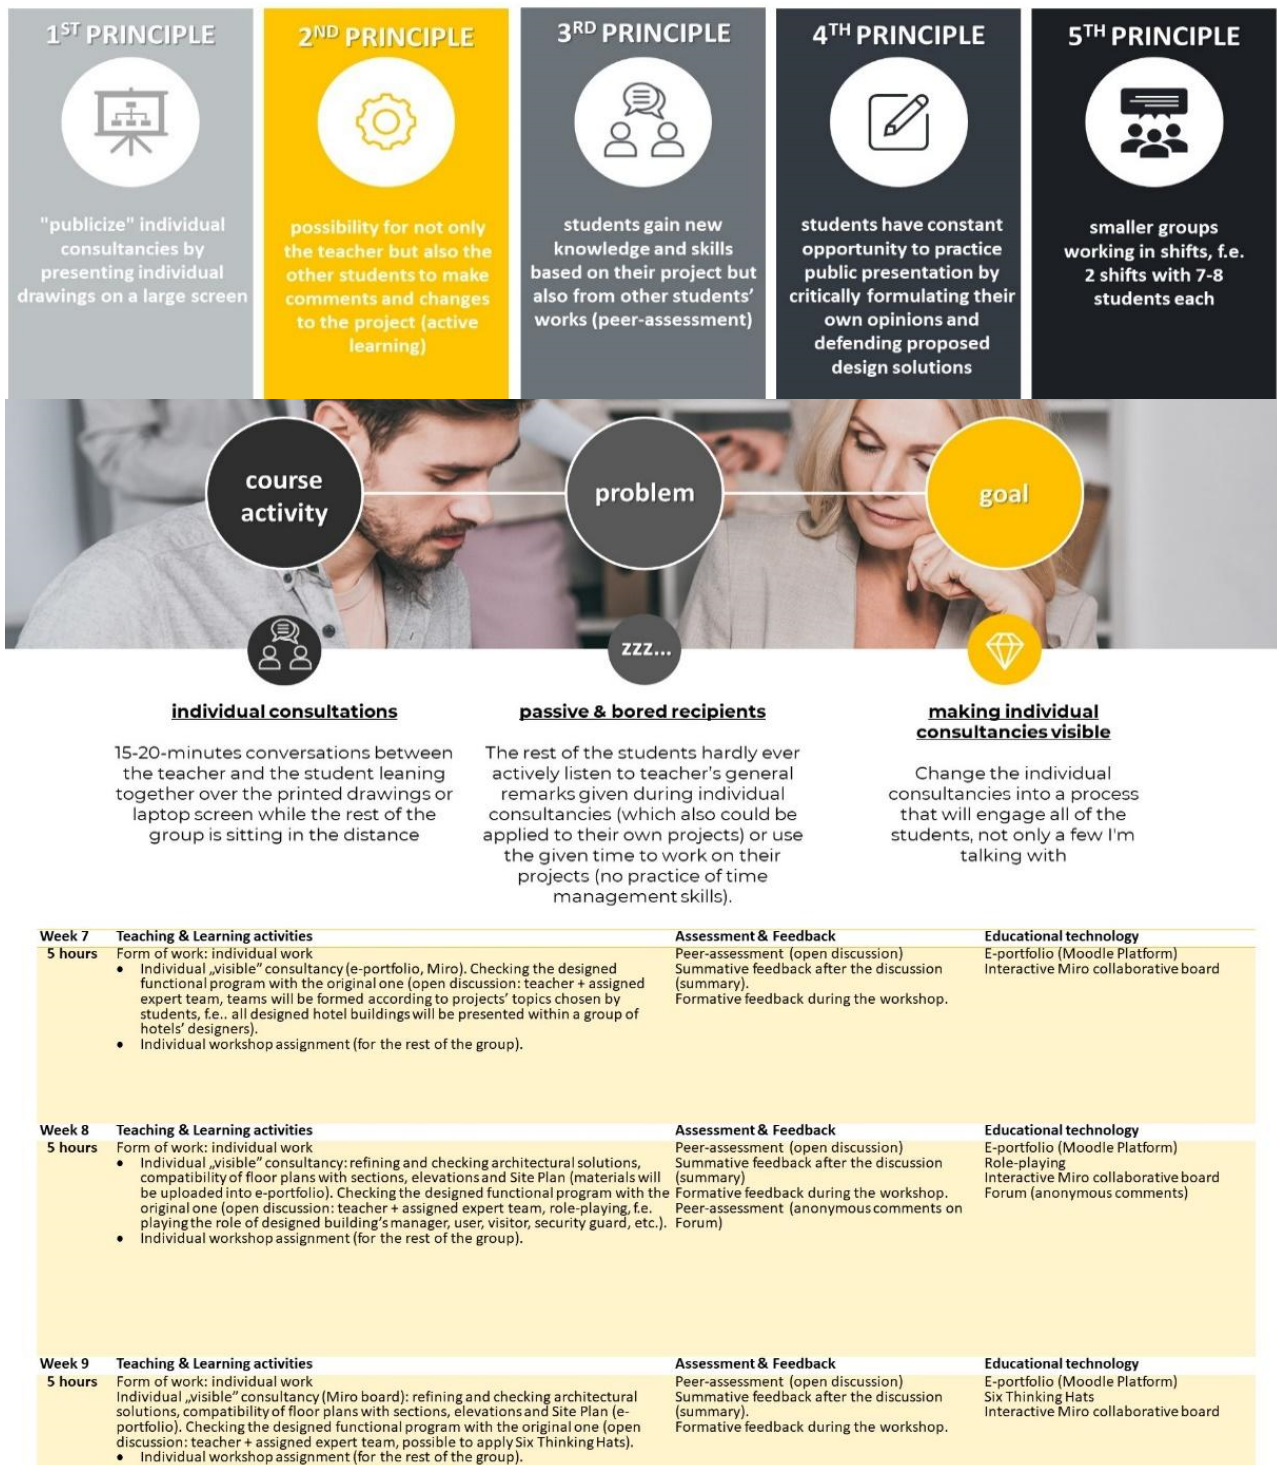 1ST PRINCIPLE
"publicize" individual
consultancies by
presenting individual
drawings on a large screen
2ND PRINCIPLE
possibility for not only
the teacher but also the
other students to make
comments and changes
to the project (active
learning)
3RD PRINCIPLE
students gain new
knowledge and skills
based on their project but
also from other students'
works (peer-assessment)
4TH PRINCIPLE
students have constant
opportunity to practice
public presentation by
critically formulating their
own opinions and
defending proposed
design solutions
5TH PRINCIPLE
smaller groups
working in shifts, f.e.
2 shifts with 7-8
students each
course
activity
problem
goal
zzz...
individual consultations
15-20-minutes conversations between
the teacher and the student leaning
together over the printed drawings or
laptop screen while the rest of the
group is sitting in the distance
passive & bored recipients
The rest of the students hardly ever
actively listen to teacher's general
remarks given during individual
consultancies (which also could be
applied to their own projects) or use
the given time to work on their
projects (no practice of time
management skills).
making individual
consultancies visible
Change the individual
consultancies into a process
that will engage all of the
students, not only a few I'm
talking with
Week 7
5 hours
Teaching & Learning activities
Form of work: individual work
• Individual „visible” consultancy (e-portfolio, Miro). Checking the designed
functional program with the original one (open discussion: teacher + assigned
expert team, teams will be formed according to projects' topics chosen by
students, f.e.. all designed hotel buildings will be presented within a group of
hotels' designers).
• Individual workshop assignment (for the rest of the group).
Assessment & Feedback
Peer-assessment (open discussion)
Summative feedback after the discussion
(summary).
Formative feedback during the workshop.
Educational technology
E-portfolio (Moodle Platform)
Interactive Miro collaborative board
Week 8
5 hours
Teaching & Learning activities
Form of work: individual work
• Individual „visible” consultancy: refining and checking architectural solutions,
compatibility of floor plans with sections, elevations and Site Plan (materials will
be uploaded into e-portfolio). Checking the designed functional program with the
original one (open discussion: teacher + assigned expert team, role-playing, f.e.
playing the role of designed building's manager, user, visitor, security guard, etc.).
• Individual workshop assignment (for the rest of the group).
Assessment & Feedback
Peer-assessment (open discussion)
Summative feedback after the discussion
(summary)
Formative feedback during the workshop.
Peer-assessment (anonymous comments on
Forum)
Educational technology
E-portfolio (Moodle Platform)
Role-playing
Interactive Miro collaborative board
Forum (anonymous comments)
Week 9
5 hours
Teaching & Learning activities
Form of work: individual work
Individual „visible” consultancy (Miro board): refining and checking architectural
solutions, compatibility of floor plans with sections, elevations and Site Plan (e-
portfolio). Checking the designed functional program with the original one (open
discussion: teacher + assigned expert team, possible to apply Six Thinking Hats).
• Individual workshop assignment (for the rest of the group).
Assessment & Feedback
Peer-assessment (open discussion)
Summative feedback after the discussion
(summary).
Formative feedback during the workshop.
Educational technology
E-portfolio (Moodle Platform)
Six Thinking Hats
Interactive Miro collaborative board